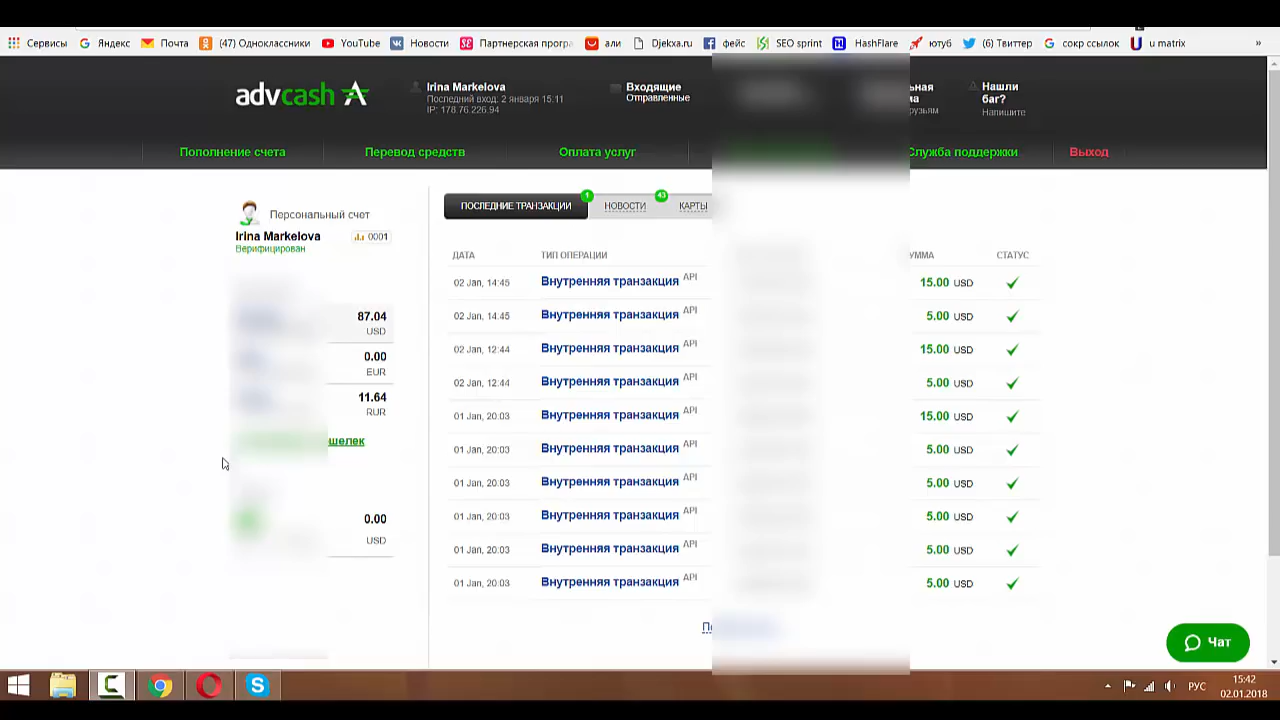 Сервисы Яндекс Почта (47) Одноклассники YouTube Новости Партнерская програ али Djekxa.ru фейс SEO sprint HashFlare ютуб (6) Твиттер сокр ссылок u matrix »
advcash
Irina Markelova
Последний вход: 2 января 15:11
IP: 178.76.226.94
Входящие
Отправленные
Нашли
баг?
Напишите
Пополнение счета Перевод средств Оплата услуг Служба поддержки Выход
Персональный счет
Irina Markelova 0001
Верифицирован
87.04
USD
0.00
EUR
11.64
RUR
0.00
USD
ПОСЛЕДНИЕ ТРАНЗАКЦИИ 1 НОВОСТИ 43 КАРТЫ
ДАТА ТИП ОПЕРАЦИИ СТАТУС
02 Jan, 14:45 Внутренняя транзакция API 15.00 USD
02 Jan, 14:45 Внутренняя транзакция API 5.00 USD
02 Jan, 12:44 Внутренняя транзакция API 15.00 USD
02 Jan, 12:44 Внутренняя транзакция API 5.00 USD
01 Jan, 20:03 Внутренняя транзакция API 15.00 USD
01 Jan, 20:03 Внутренняя транзакция API 5.00 USD
01 Jan, 20:03 Внутренняя транзакция API 5.00 USD
01 Jan, 20:03 Внутренняя транзакция API 5.00 USD
01 Jan, 20:03 Внутренняя транзакция API 5.00 USD
01 Jan, 20:03 Внутренняя транзакция API 5.00 USD
Чат
РУС
15:42
02.01.2018